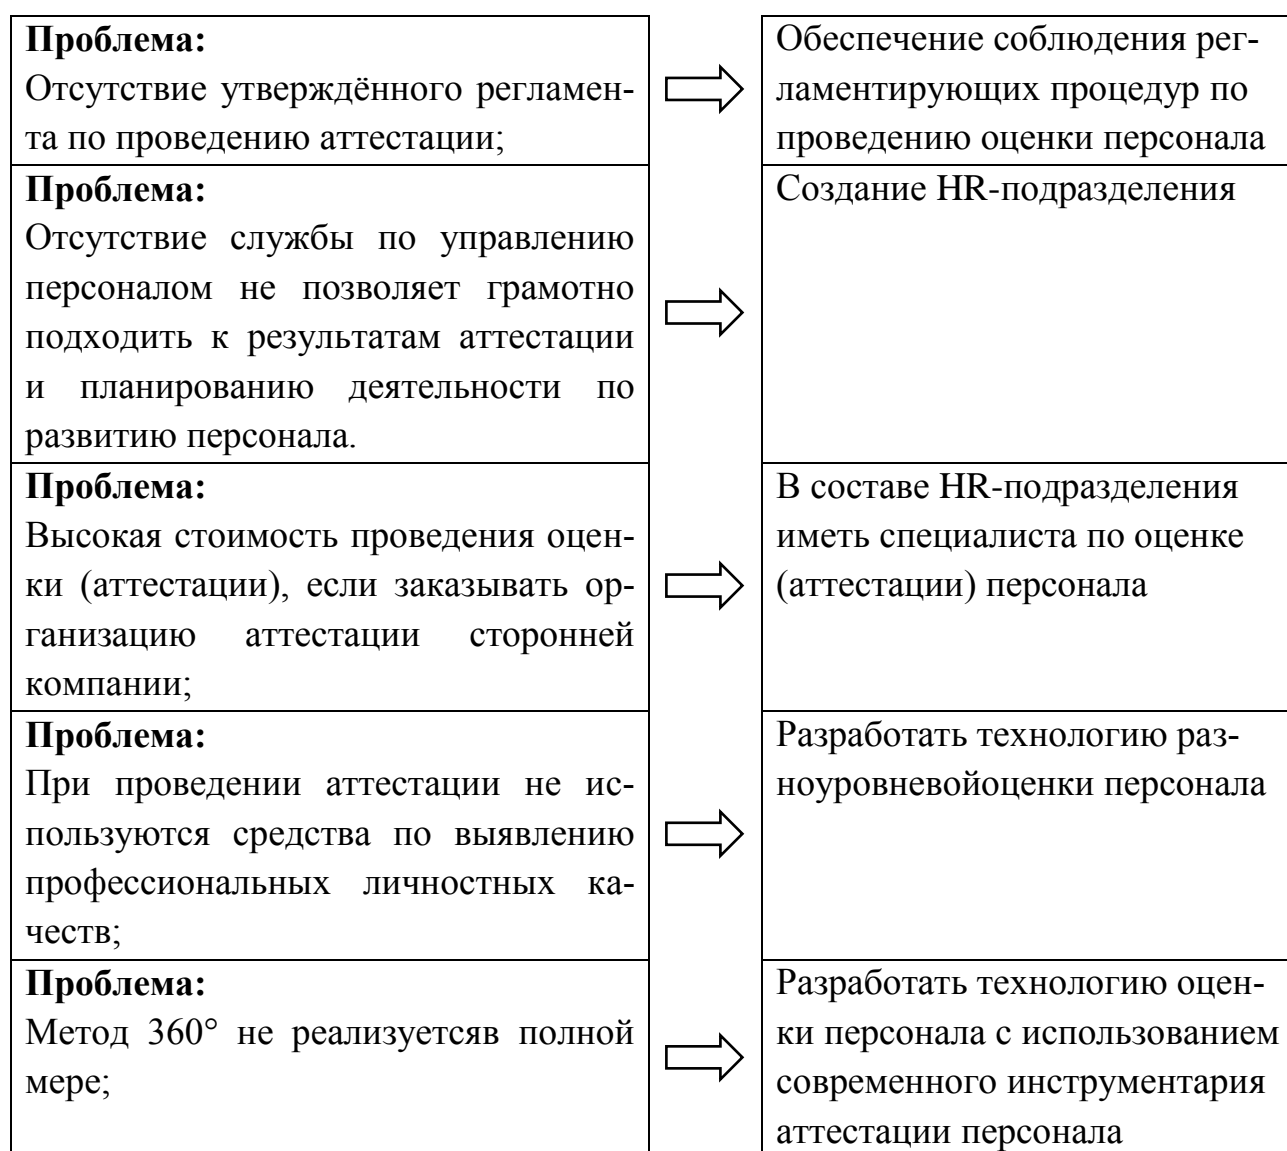 Проблема:
Отсутствие утверждённого регламен-
та по проведению аттестации;
Обеспечение соблюдения рег-
ламентирующих процедур по
проведению оценки персонала
Проблема:
Отсутствие службы по управлению
персоналом не позволяет грамотно
подходить к результатам аттестации
и планированию деятельности по
развитию персонала.
Создание HR-подразделения
Проблема:
Высокая стоимость проведения оцен-
ки (аттестации), если заказывать ор-
ганизацию аттестации сторонней
компании;
В составе HR-подразделения
иметь специалиста по оценке
(аттестации) персонала
Проблема:
При проведении аттестации не ис-
пользуются средства по выявлению
профессиональных личностных ка-
честв;
Разработать технологию раз-
ноуровневойоценки персонала
Проблема:
Метод 360° не реализуетсяв полной
мере;
Разработать технологию оцен-
ки персонала с использованием
современного инструментария
аттестации персонала